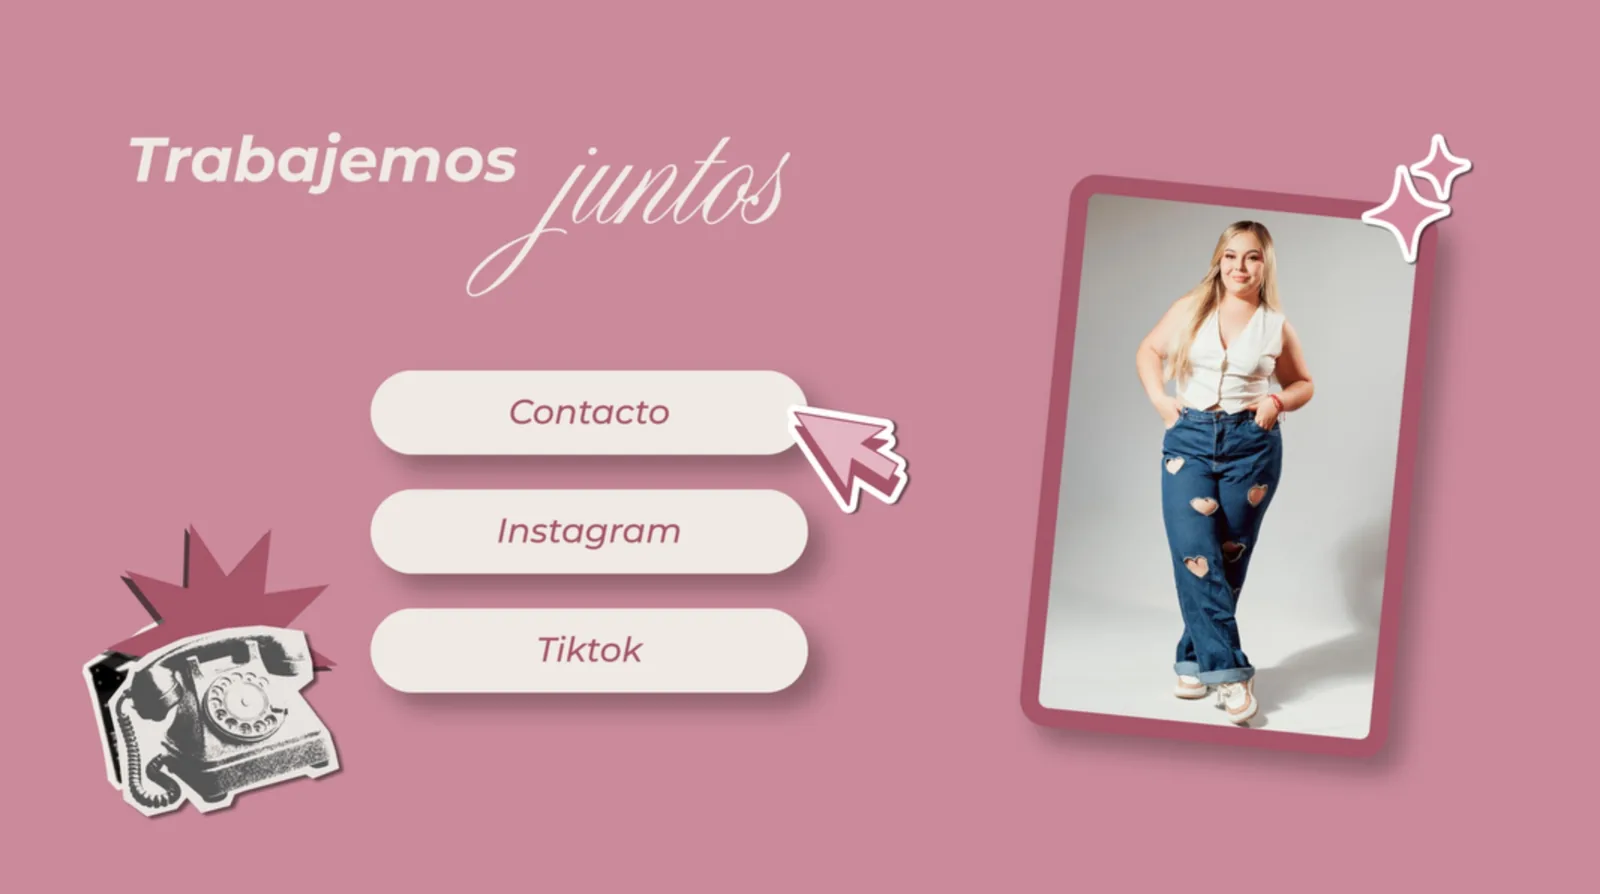 Trabajemos juntos
Contacto
Instagram
Tiktok